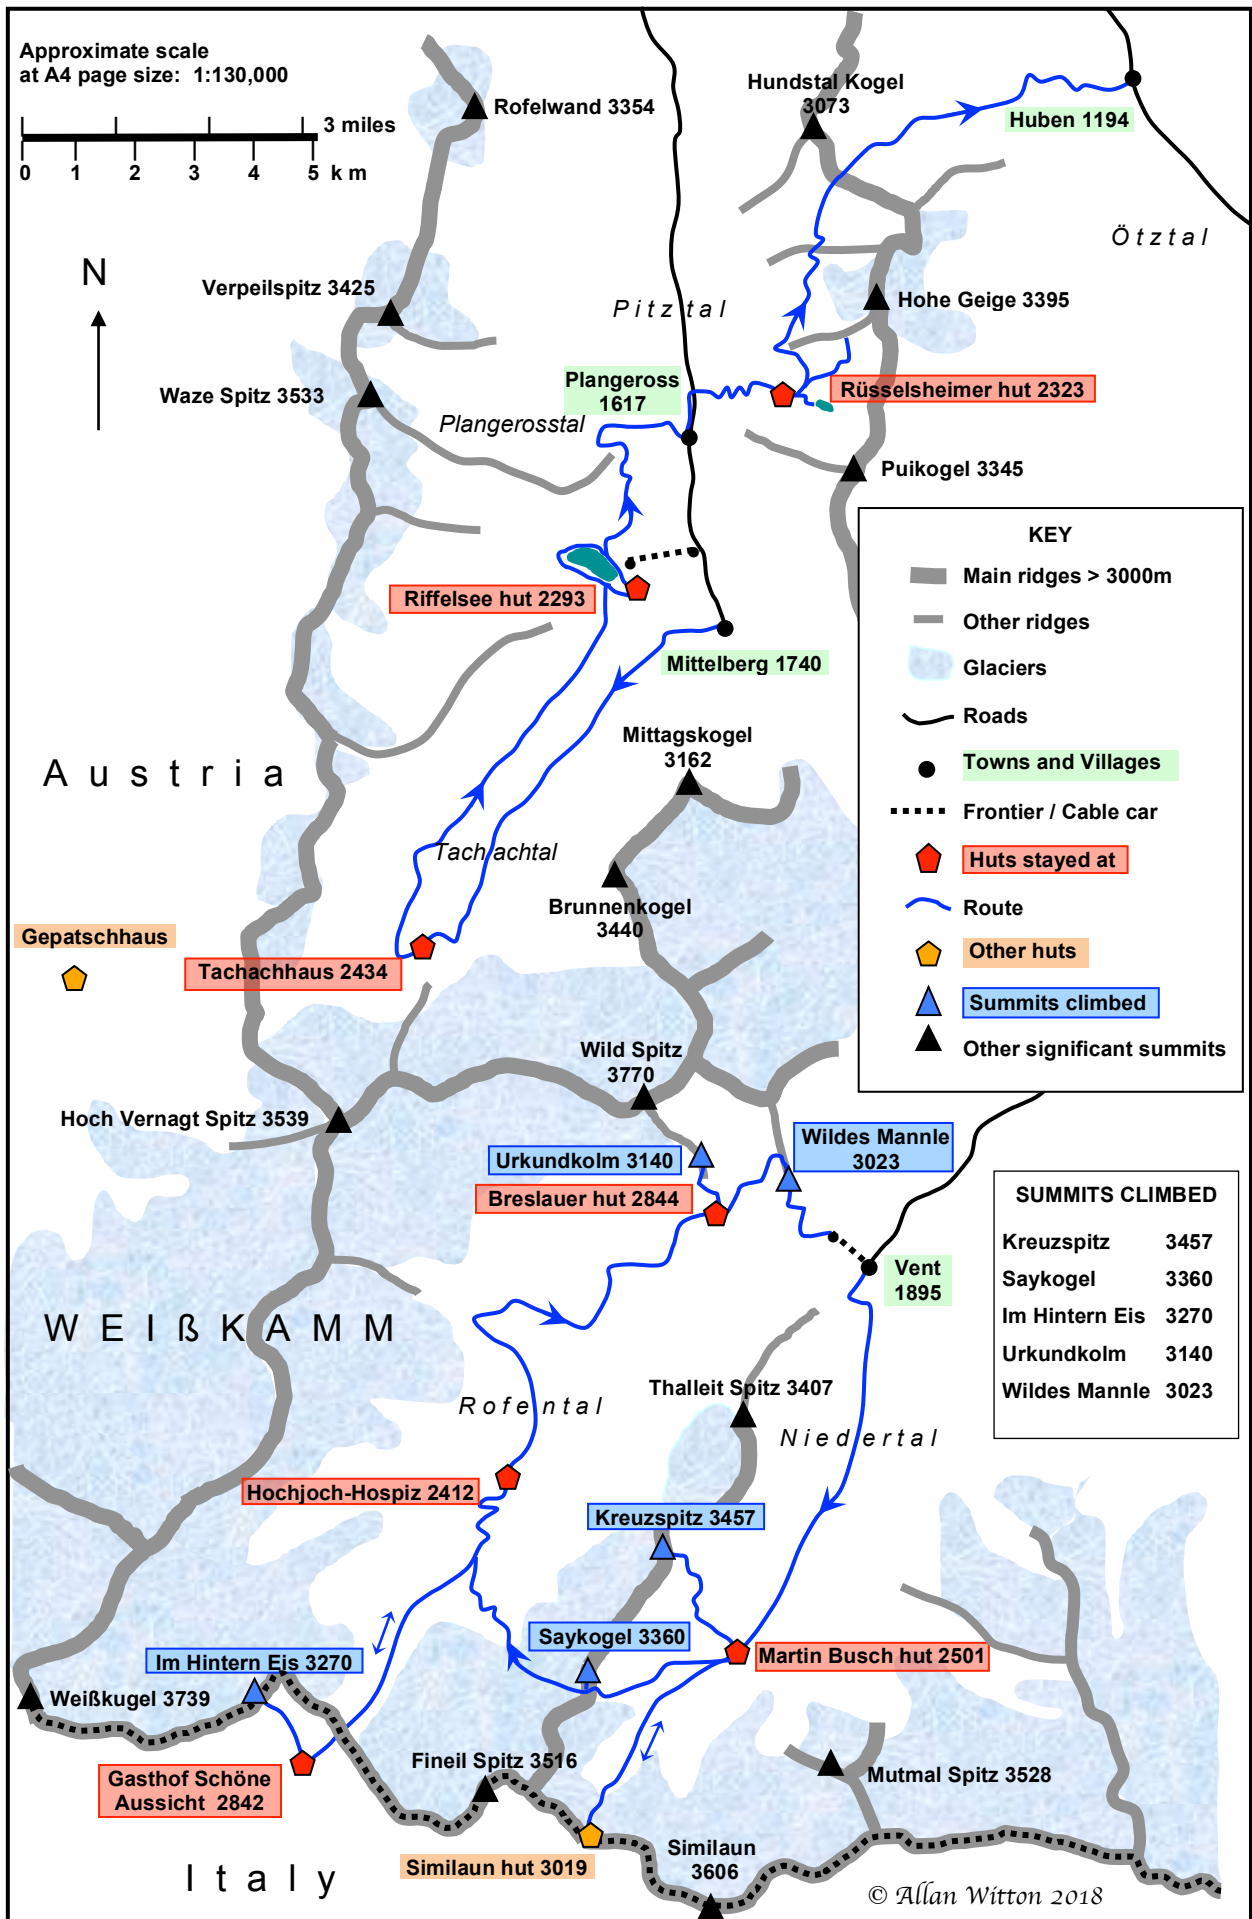 Approximate scale
at A4 page size: 1:130,000
3 miles
0 1 2 3 4 5 k m
N
Rofelwand 3354
Hundstal Kogel
3073
Huben 1194
Ötztal
Verpeilspitz 3425
Pitztal
Hohe Geige 3395
Waze Spitz 3533
Plangeross
1617
Rüsselsheimer hut 2323
Plangerosstal
Puikogel 3345
Riffelsee hut 2293
Mittelberg 1740
KEY
Main ridges > 3000m
Other ridges
Glaciers
Roads
Towns and Villages
Frontier / Cable car
Huts stayed at
Route
Other huts
Summits climbed
Other significant summits
Mittagskogel
3162
Austria
Tachachtal
Brunnenkogel
3440
Gepatschhaus
Tachachhaus 2434
Wild Spitz
3770
Hoch Vernagt Spitz 3539
Urkundkolm 3140
Wildes Mannle
3023
Breslauer hut 2844
Vent
1895
SUMMITS CLIMBED
Kreuzspitz 3457
Saykogel 3360
Im Hintern Eis 3270
Urkundkolm 3140
Wildes Mannle 3023
WEIßKAMM
Rofental
Thalleit Spitz 3407
Niedertal
Hochjoch-Hospiz 2412
Kreuzspitz 3457
Saykogel 3360
Martin Busch hut 2501
Im Hintern Eis 3270
Weißkugel 3739
Gasthof Schöne
Aussicht 2842
Fineil Spitz 3516
Mutmal Spitz 3528
Similaun hut 3019
Similaun
3606
Italy
© Allan Witton 2018